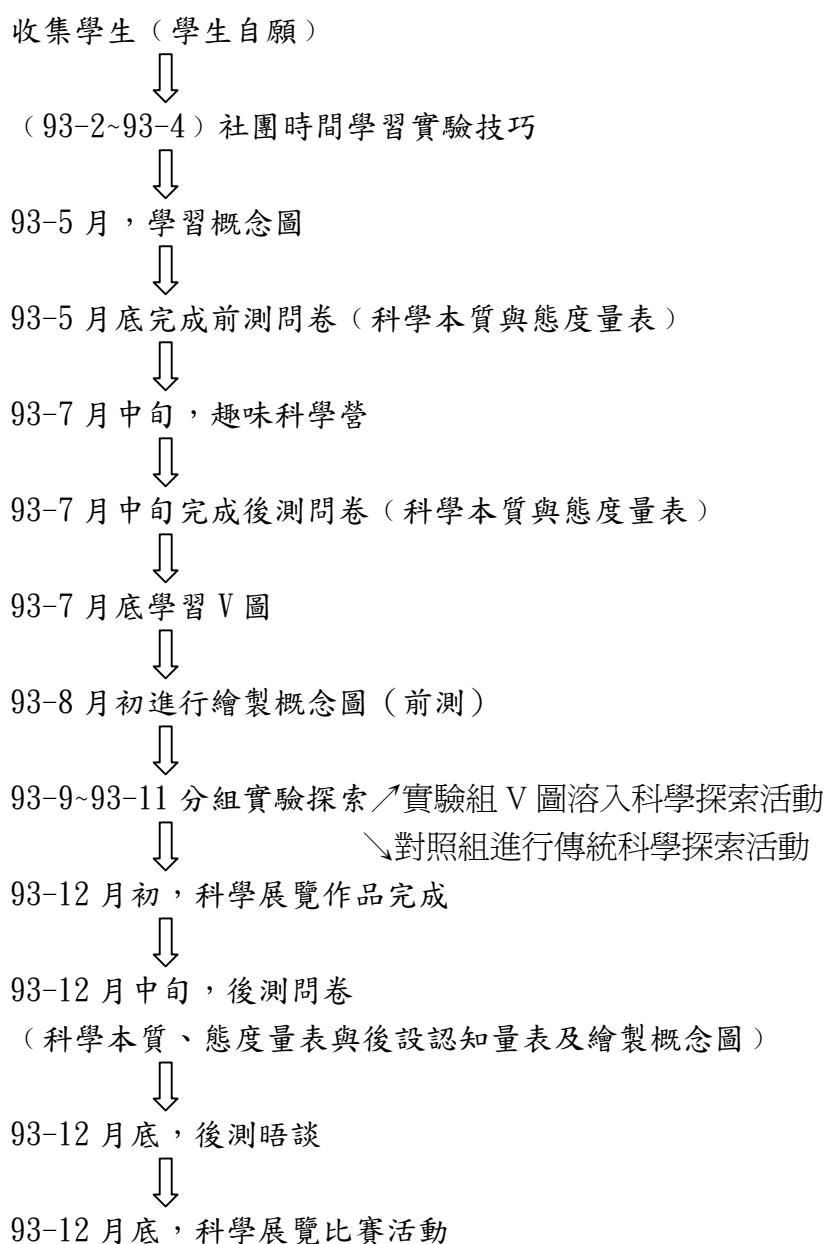 收集學生（學生自願）
（93-2~93-4）社團時間學習實驗技巧
93-5 月，學習概念圖
93-5 月底完成前測問卷（科學本質與態度量表）
93-7 月中旬，趣味科學營
93-7 月中旬完成後測問卷（科學本質與態度量表）
93-7 月底學習 V 圖
93-8 月初進行繪製概念圖（前測）
93-9~93-11 分組實驗探索↗實驗組 V 圖溶入科學探索活動
↘對照組進行傳統科學探索活動
93-12 月初，科學展覽作品完成
93-12 月中旬，後測問卷
（科學本質、態度量表與後設認知量表及繪製概念圖）
93-12 月底，後測晤談
93-12 月底，科學展覽比賽活動